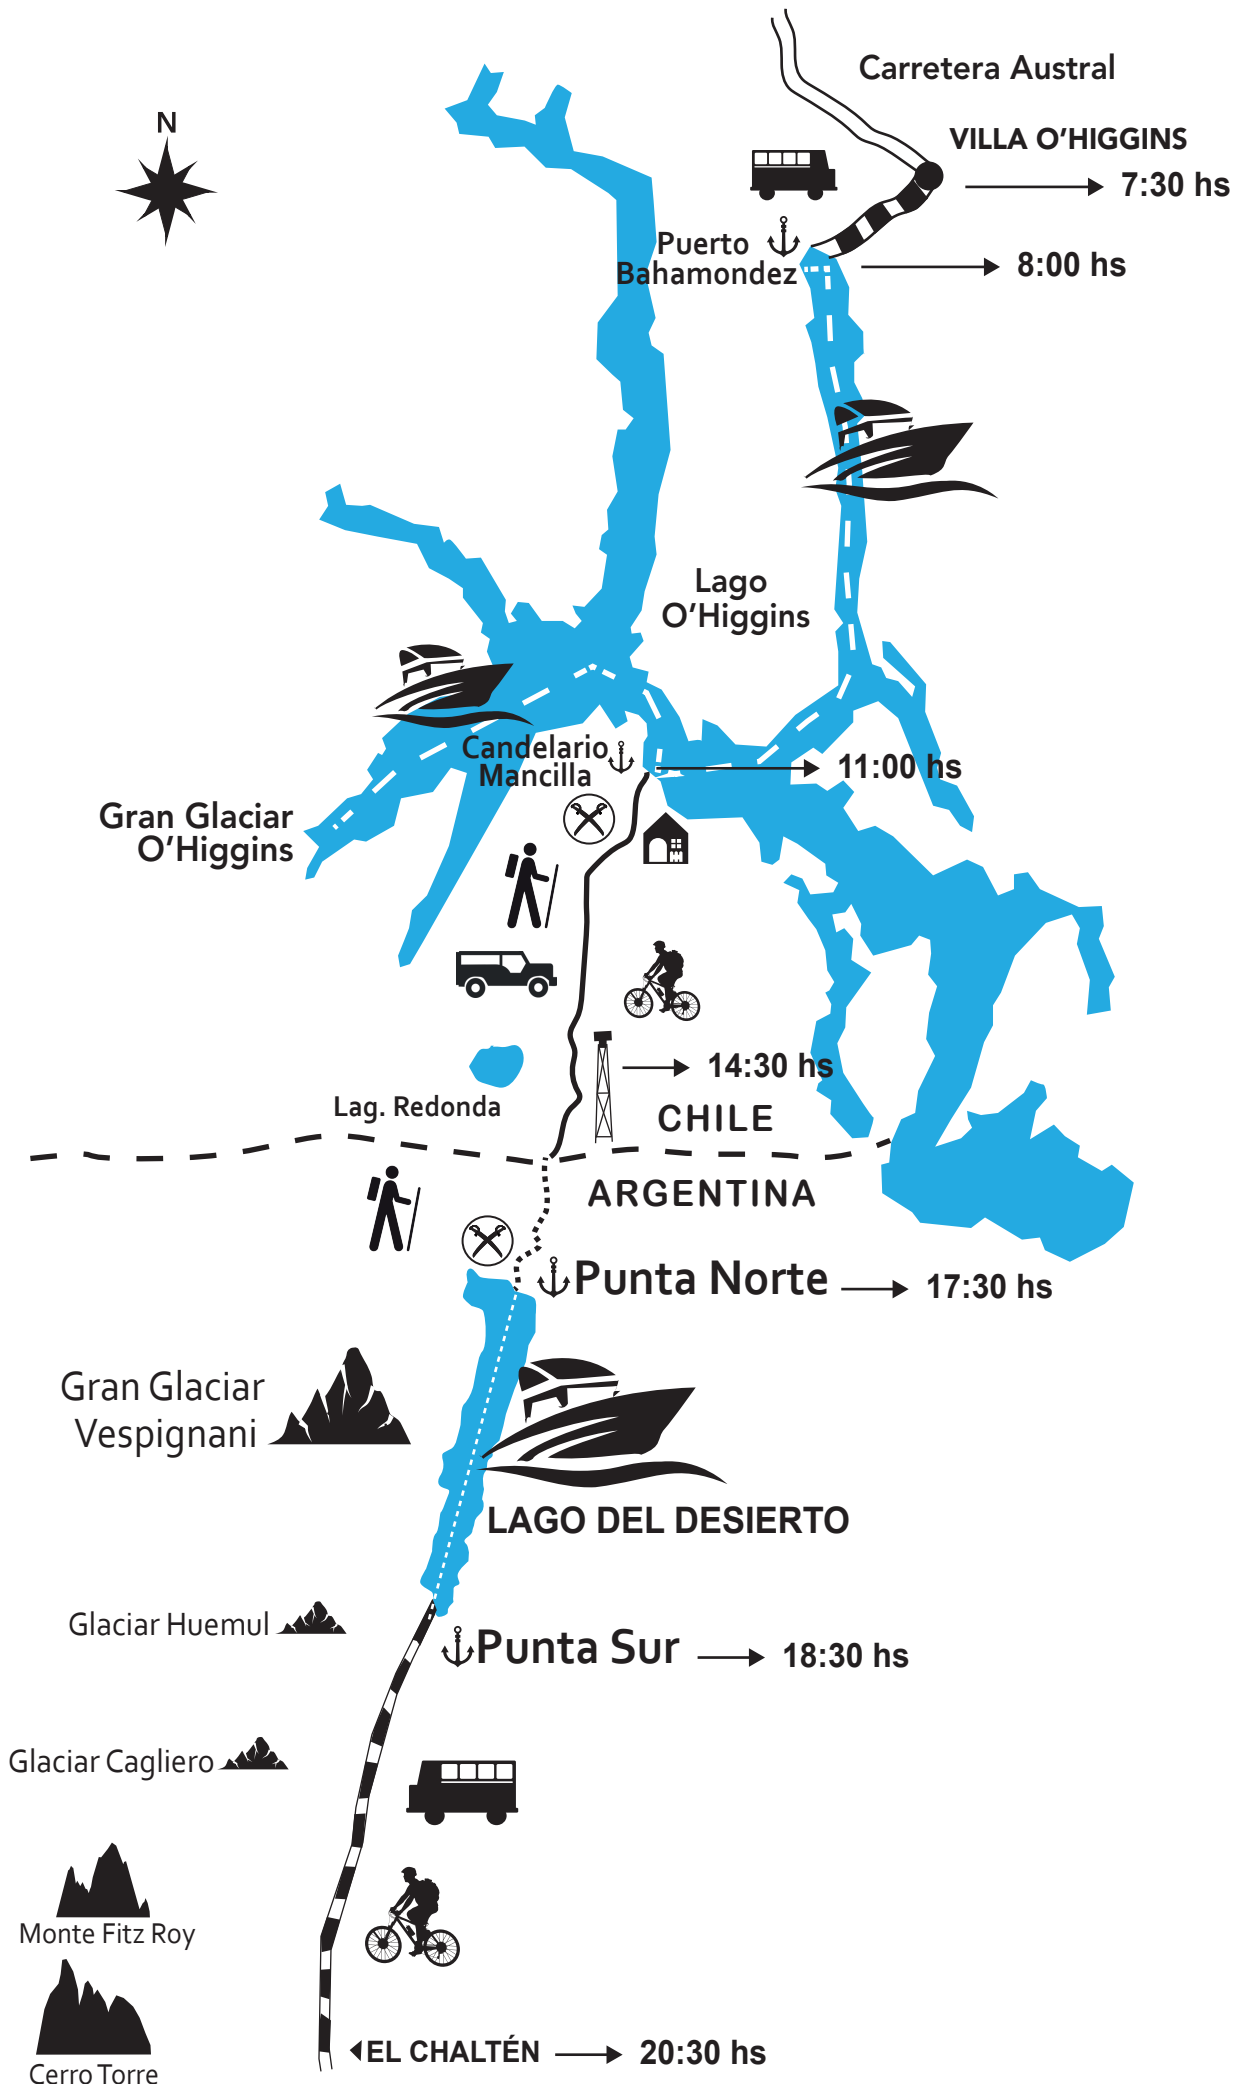 Carretera Austral
N
VILLA O'HIGGINS
7:30 hs
Puerto
Bahamondez
8:00 hs
Lago
O'Higgins
Candelario
Mancilla
11:00 hs
Gran Glaciar
O'Higgins
14:30 hs
Lag. Redonda
CHILE
ARGENTINA
Punta Norte
17:30 hs
Gran Glaciar
Vespignani
LAGO DEL DESIERTO
Glaciar Huemul
Punta Sur
18:30 hs
Glaciar Cagliero
Monte Fitz Roy
EL CHALTÉN
20:30 hs
Cerro Torre